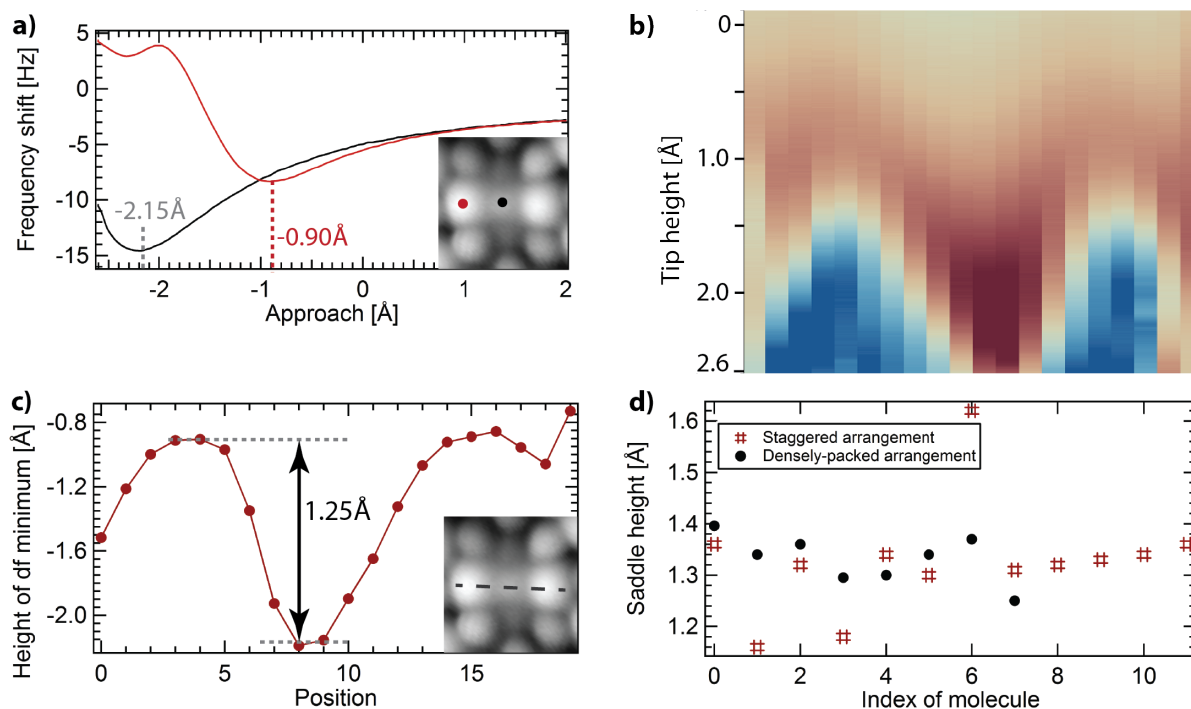 a)
Frequency shift [Hz]
5
0
-5
-10
-15
-2.15Å
-0.90Å
-2
-1
0
1
2
Approach [Å]
b)
Tip height [Å]
0
1.0
2.0
2.6
c)
Height of df minimum [Å]
-0.8
-1.2
-1.6
-2.0
1.25Å
0
5
10
15
Position
d)
Saddle height [Å]
1.6
1.5
1.4
1.3
1.2
Staggered arrangement
Densely-packed arrangement
0
2
4
6
8
10
Index of molecule